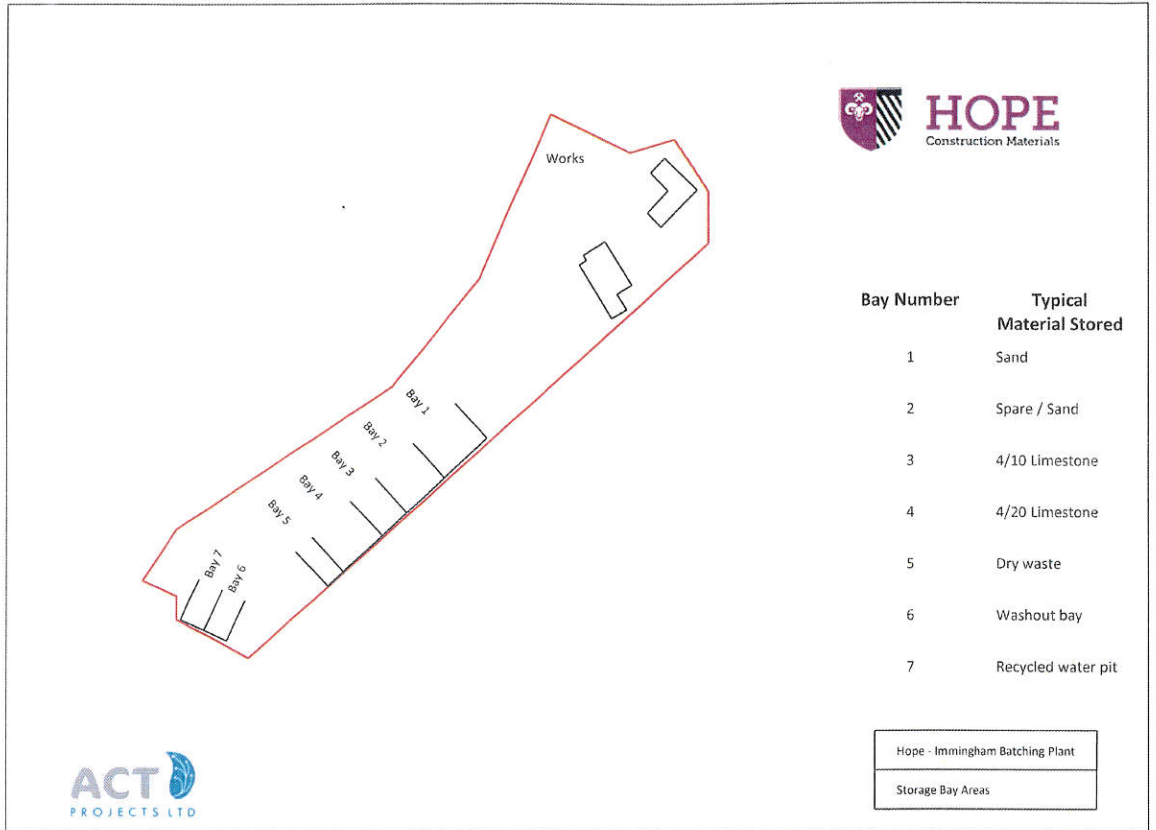 HOPE
Construction Materials
Works
Bay Number Typical
Material Stored
1 Sand
2 Spare / Sand
3 4/10 Limestone
4 4/20 Limestone
5 Dry waste
6 Washout bay
7 Recycled water pit
Bay 1
Bay 2
Bay 3
Bay 4
Bay 5
Bay 7
Bay 6
Hope - Immingham Batching Plant
Storage Bay Areas
ACT
PROJECTS LTD